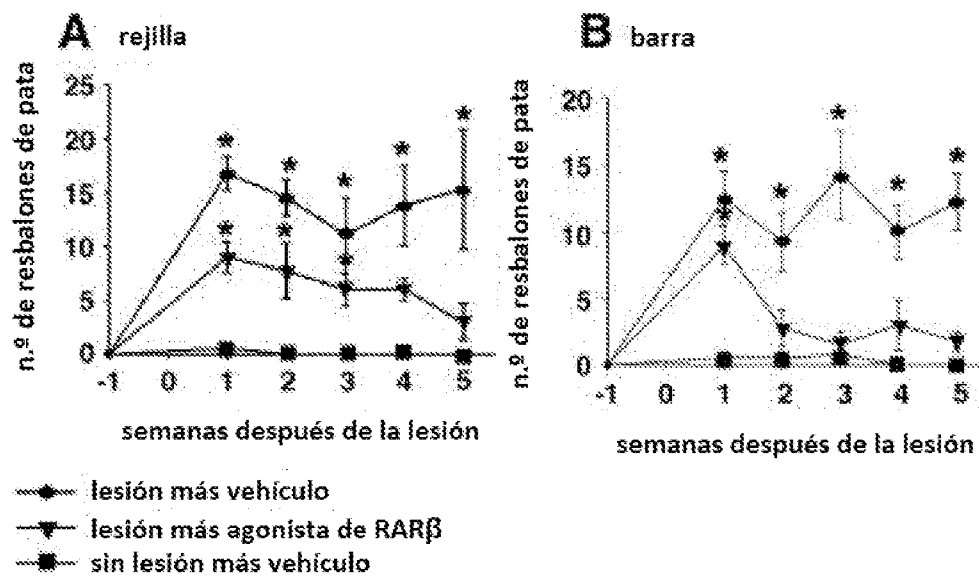 A rejilla
n.º de resbalones de pata
25
20
15
10
5
0
-1 0 1 2 3 4 5
* * * * *
* * *
semanas después de la lesión
B barra
n.º de resbalones de pata
20
15
10
5
0
-1 0 1 2 3 4 5
* * * * *
*
semanas después de la lesión
lesión más vehículo
lesión más agonista de RARβ
sin lesión más vehículo